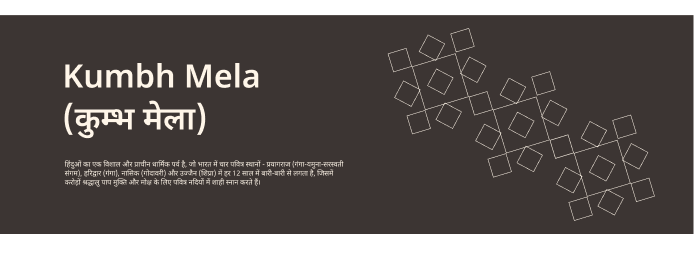 Kumbh Mela
(कुम्भ मेला)
हिंदुओं का एक विशाल और प्राचीन धार्मिक पर्व है, जो भारत में चार पवित्र स्थानों - प्रयागराज (गंगा-यमुना-सरस्वती
संगम), हरिद्वार (गंगा), नासिक (गोदावरी) और उज्जैन (शिप्रा) में हर 12 साल में बारी-बारी से लगता है, जिसमें
करोड़ों श्रद्धालु पाप मुक्ति और मोक्ष के लिए पवित्र नदियों में शाही स्नान करते हैं।